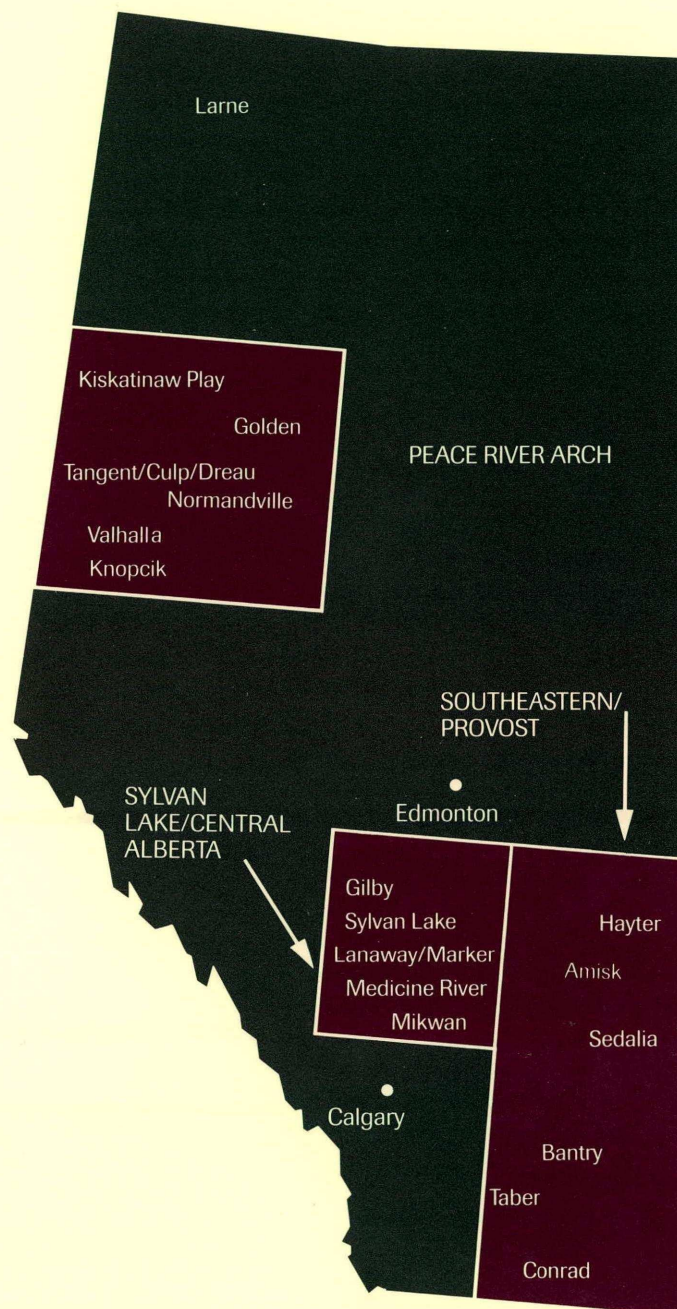 Larne
Kiskatinaw Play
Golden
PEACE RIVER ARCH
Tangent/Culp/Dreau
Normandville
Valhalla
Knopcik
SOUTHEASTERN/
PROVOST
Edmonton
SYLVAN
LAKE/CENTRAL
ALBERTA
Gilby
Sylvan Lake
Lanaway/Marker
Medicine River
Mikwan
Hayter
Amisk
Sedalia
Calgary
Bantry
Taber
Conrad